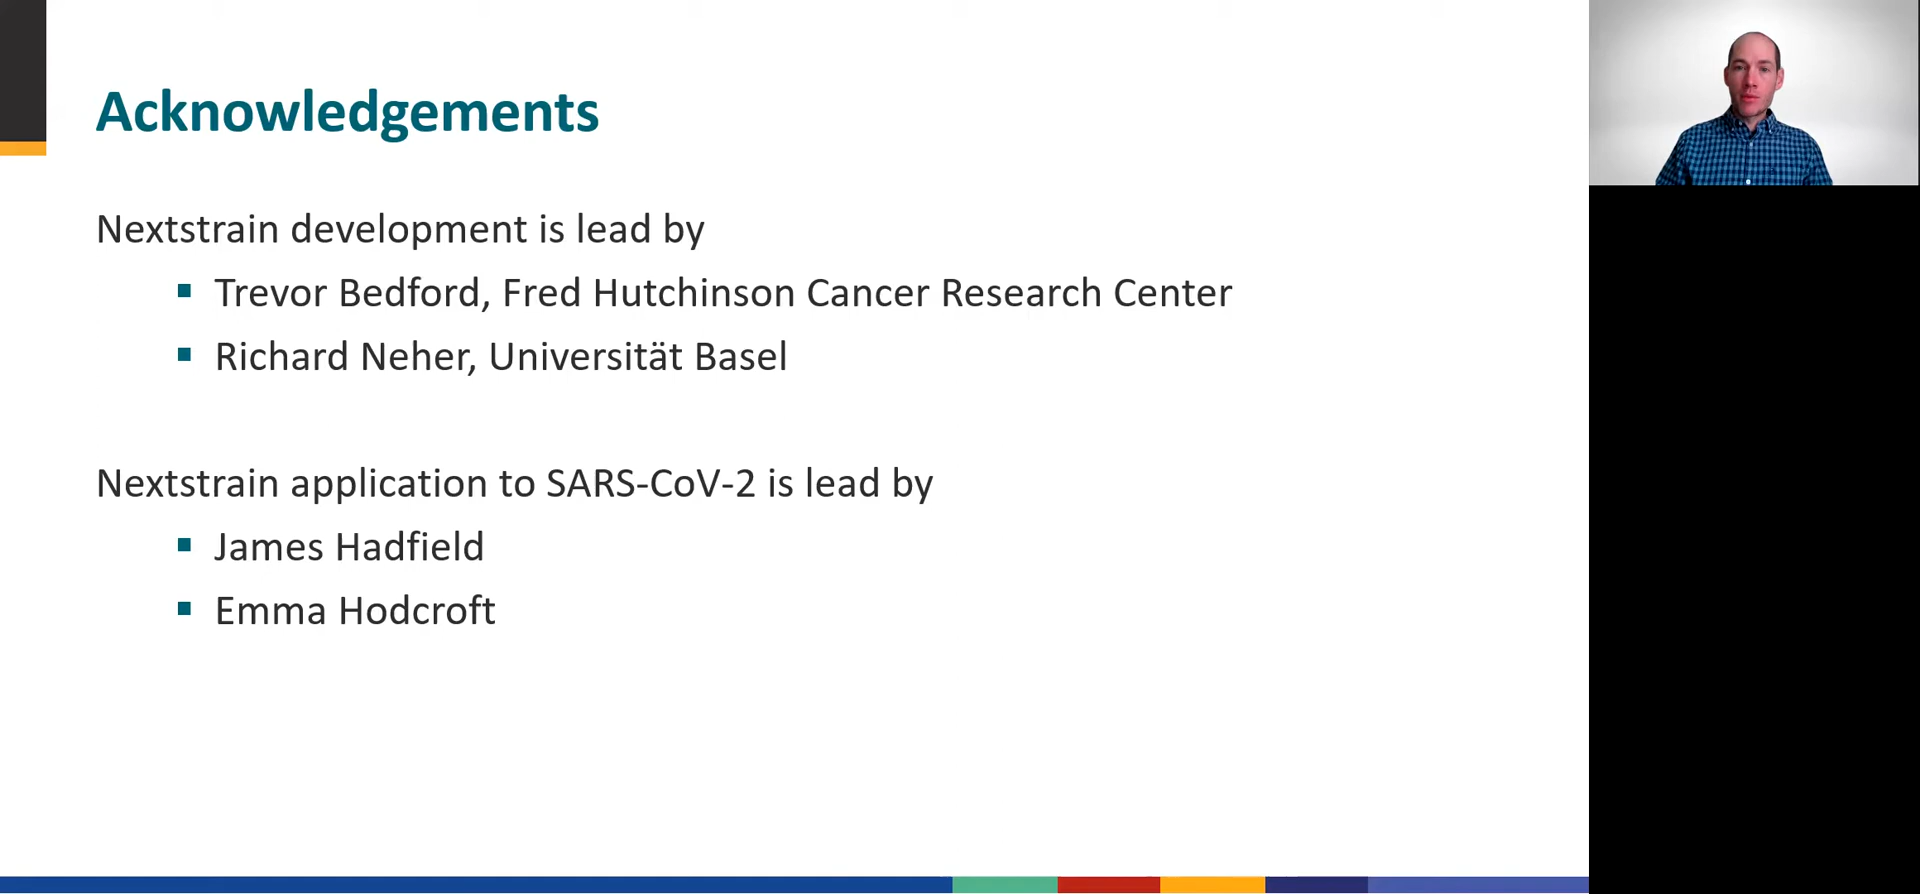 Acknowledgements
Nextstrain development is lead by
▪ Trevor Bedford, Fred Hutchinson Cancer Research Center
▪ Richard Neher, Universität Basel
Nextstrain application to SARS-CoV-2 is lead by
▪ James Hadfield
▪ Emma Hodcroft